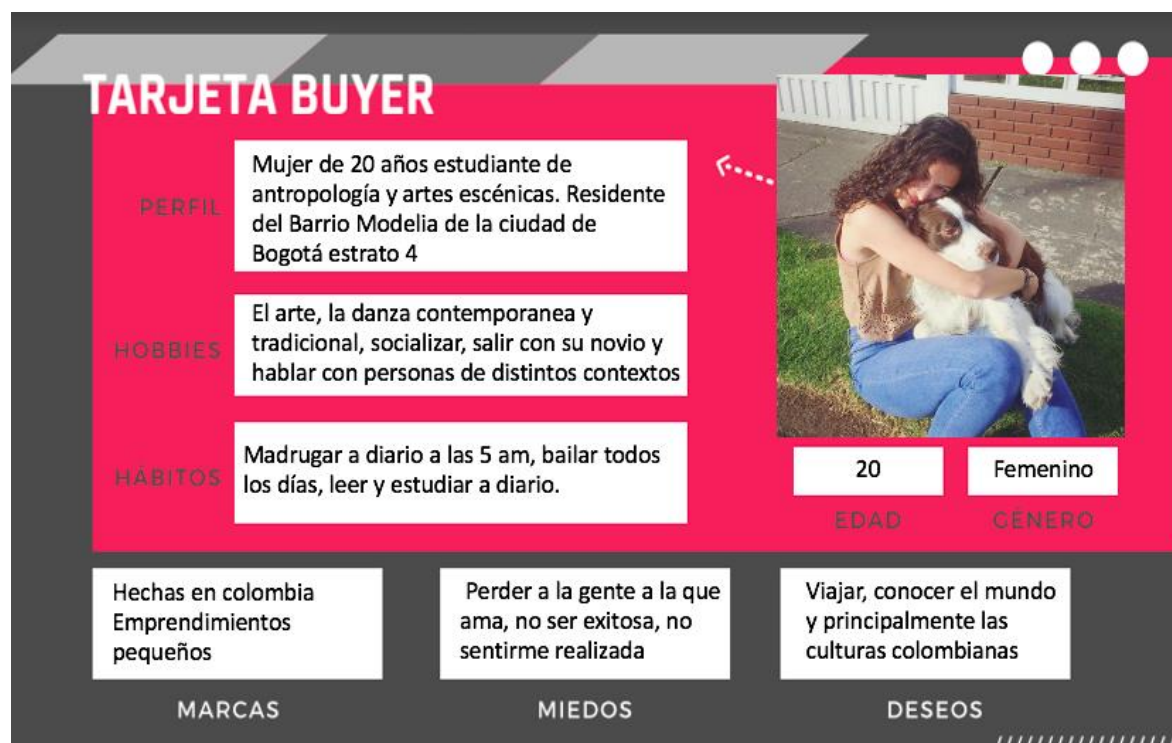 TARJETA BUYER
PERFIL
Mujer de 20 años estudiante de
antropología y artes escénicas. Residente
del Barrio Modelia de la ciudad de
Bogotá estrato 4
HOBBIES
El arte, la danza contemporanea y
tradicional, socializar, salir con su novio y
hablar con personas de distintos contextos
HÁBITOS
Madrugar a diario a las 5 am, bailar todos
los días, leer y estudiar a diario.
20
EDAD
Femenino
GÉNERO
Hechas en colombia
Emprendimientos
pequeños
MARCAS
Perder a la gente a la que
ama, no ser exitosa, no
sentirme realizada
MIEDOS
Viajar, conocer el mundo
y principalmente las
culturas colombianas
DESEOS